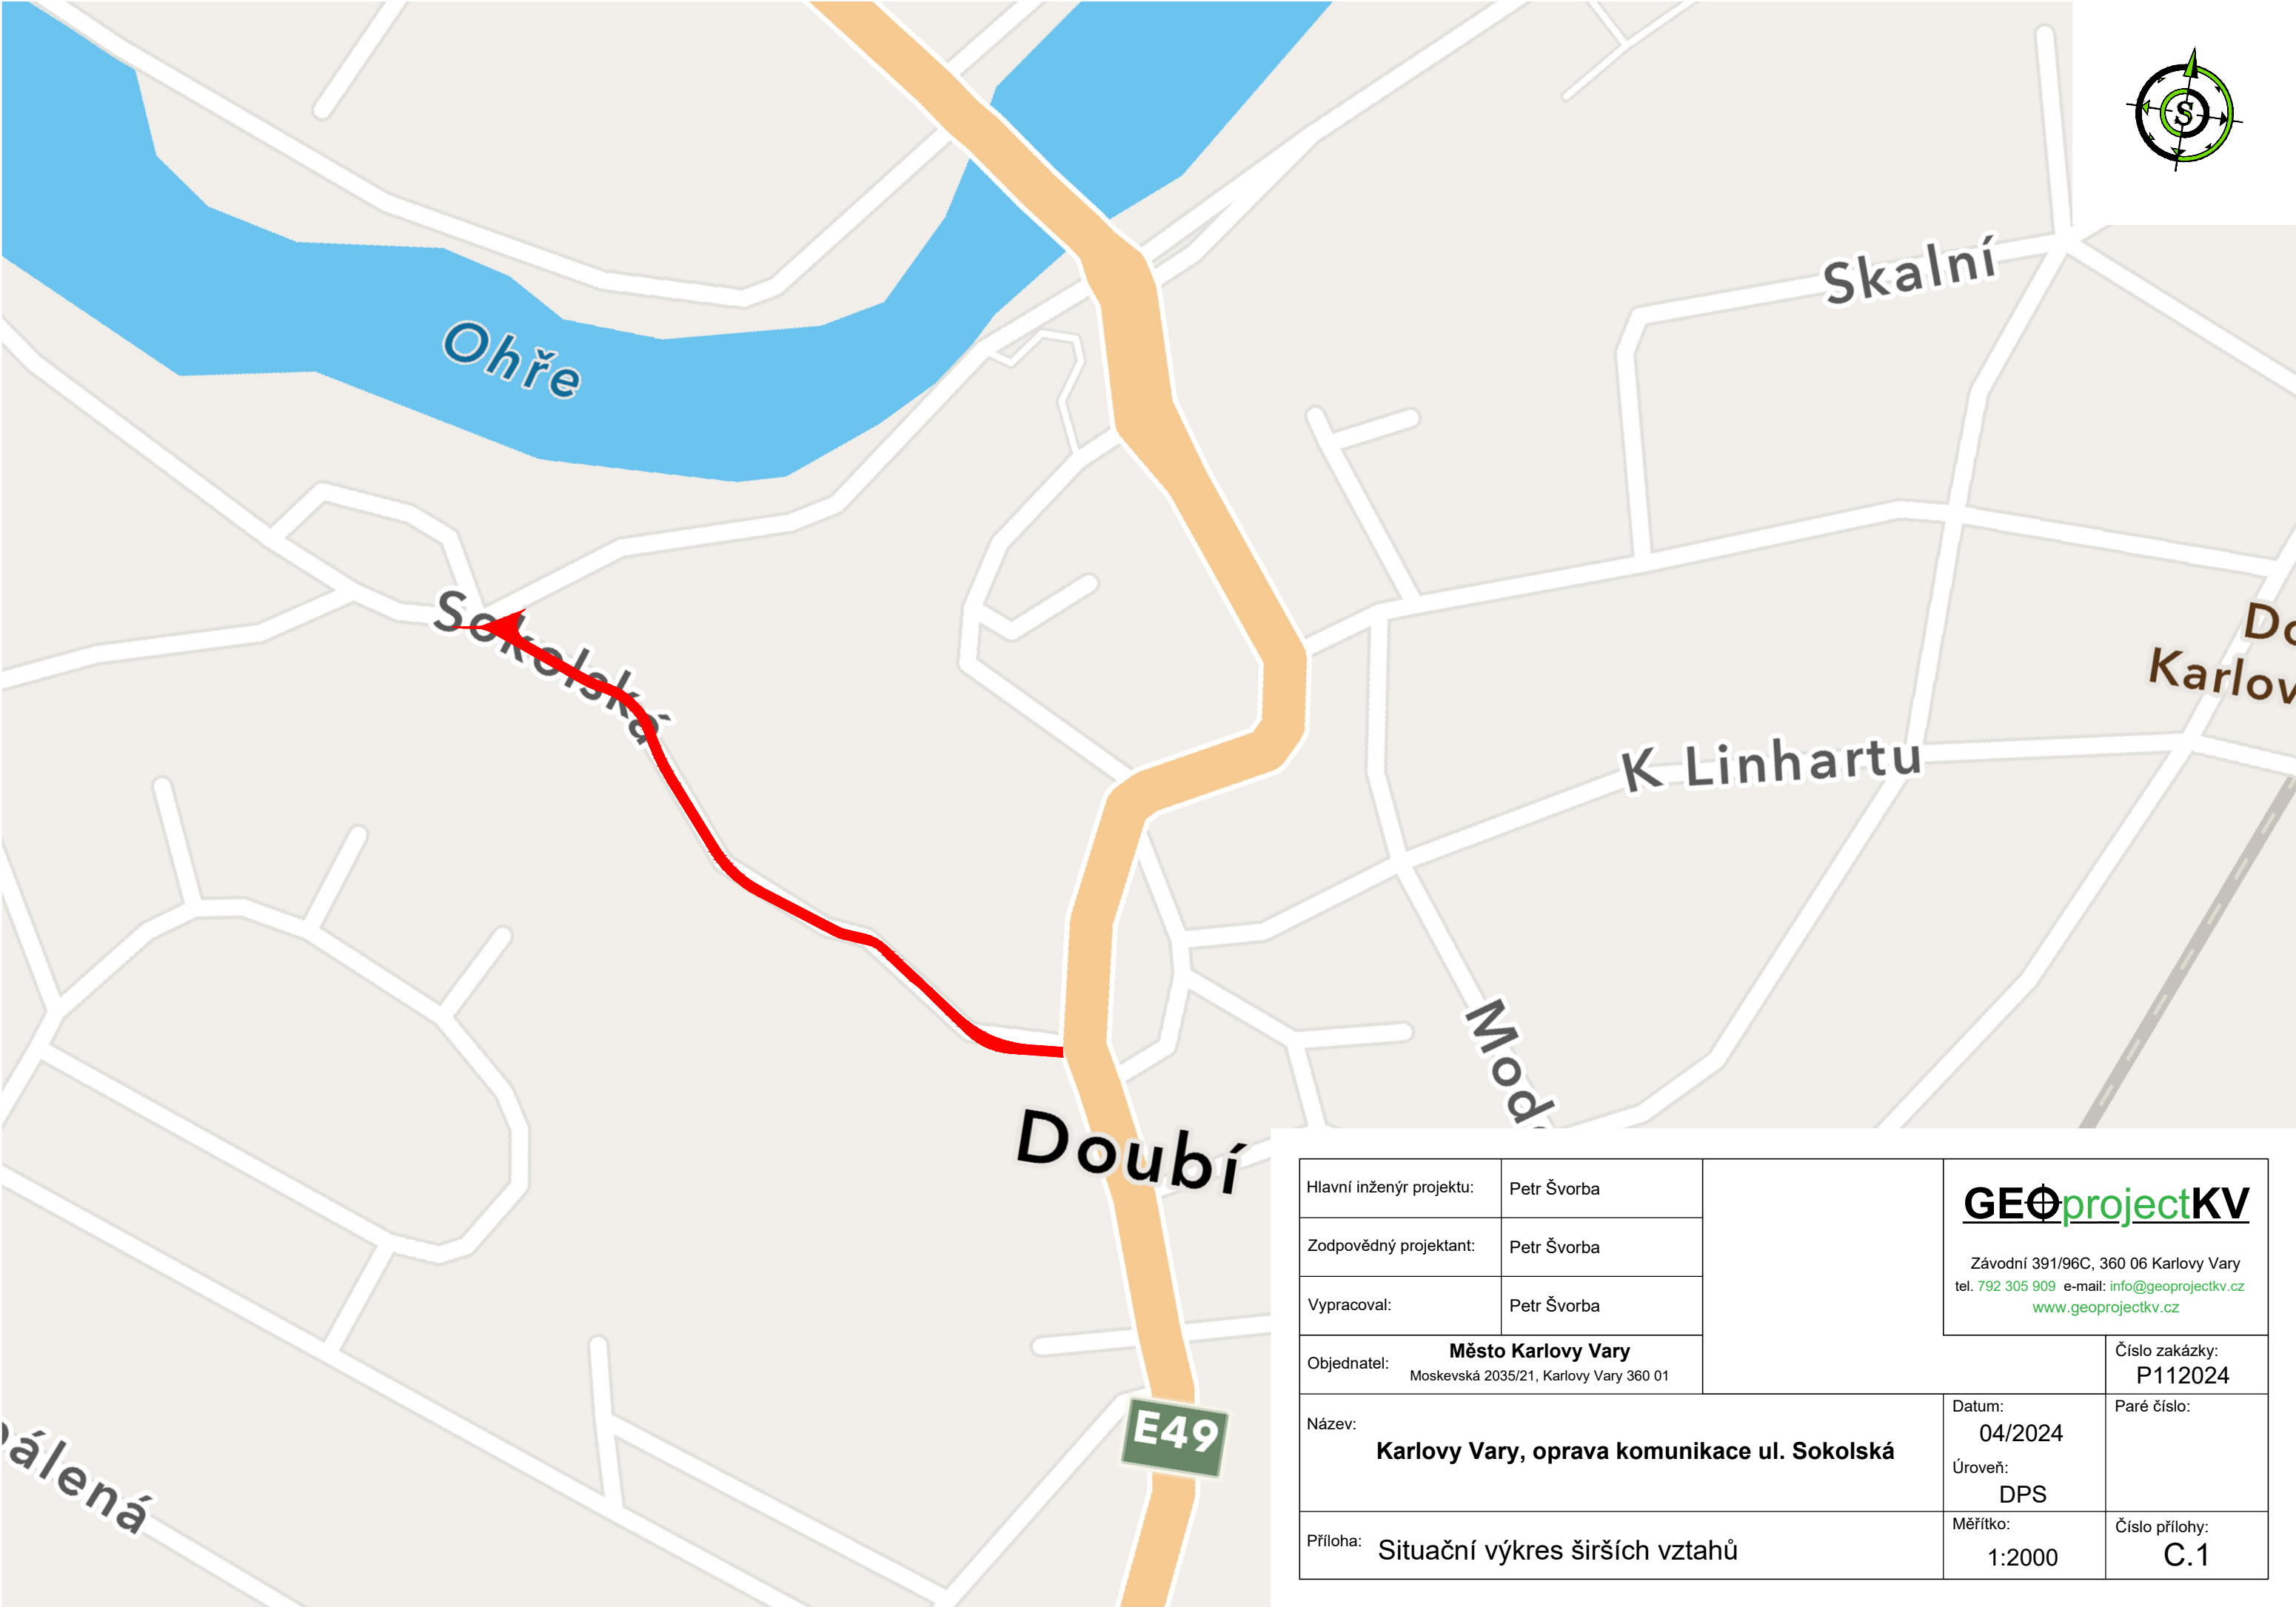 S
Skalní
Ohře
Sokolská
K Linhartu
Doubí
E49
Hlavní inženýr projektu: Petr Švorba
Zodpovědný projektant: Petr Švorba
Vypracoval: Petr Švorba
Objednatel: Město Karlovy Vary
Moskevská 2035/21, Karlovy Vary 360 01
GEOprojectKV
Závodní 391/96C, 360 06 Karlovy Vary
tel. 792 305 909 e-mail: info@geoprojectkv.cz
www.geoprojectkv.cz
Číslo zakázky:
P112024
Název:
Karlovy Vary, oprava komunikace ul. Sokolská
Datum:
04/2024
Úroveň:
DPS
Paré číslo:
Příloha: Situační výkres širších vztahů
Měřítko:
1:2000
Číslo přílohy:
C.1